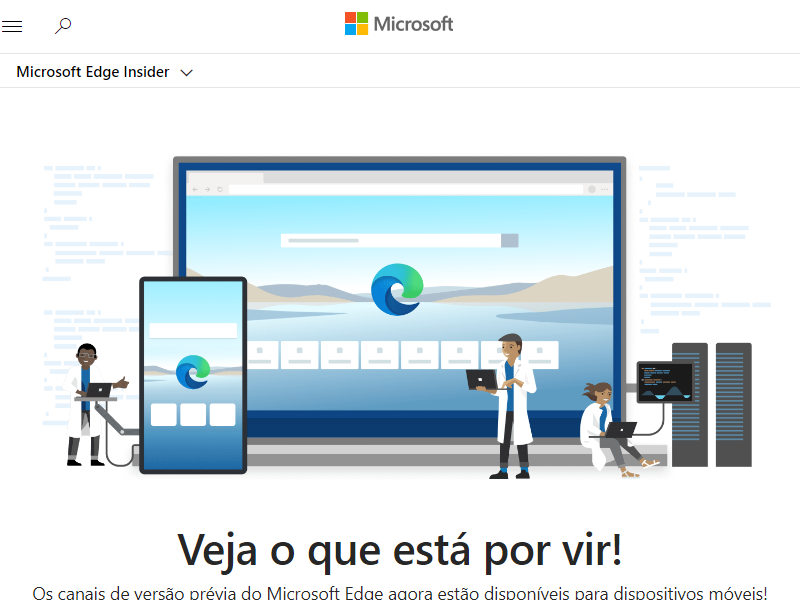 Microsoft
Microsoft Edge Insider
Veja o que está por vir!
Os canais de versão prévia do Microsoft Edge agora estão disponíveis para dispositivos móveis!